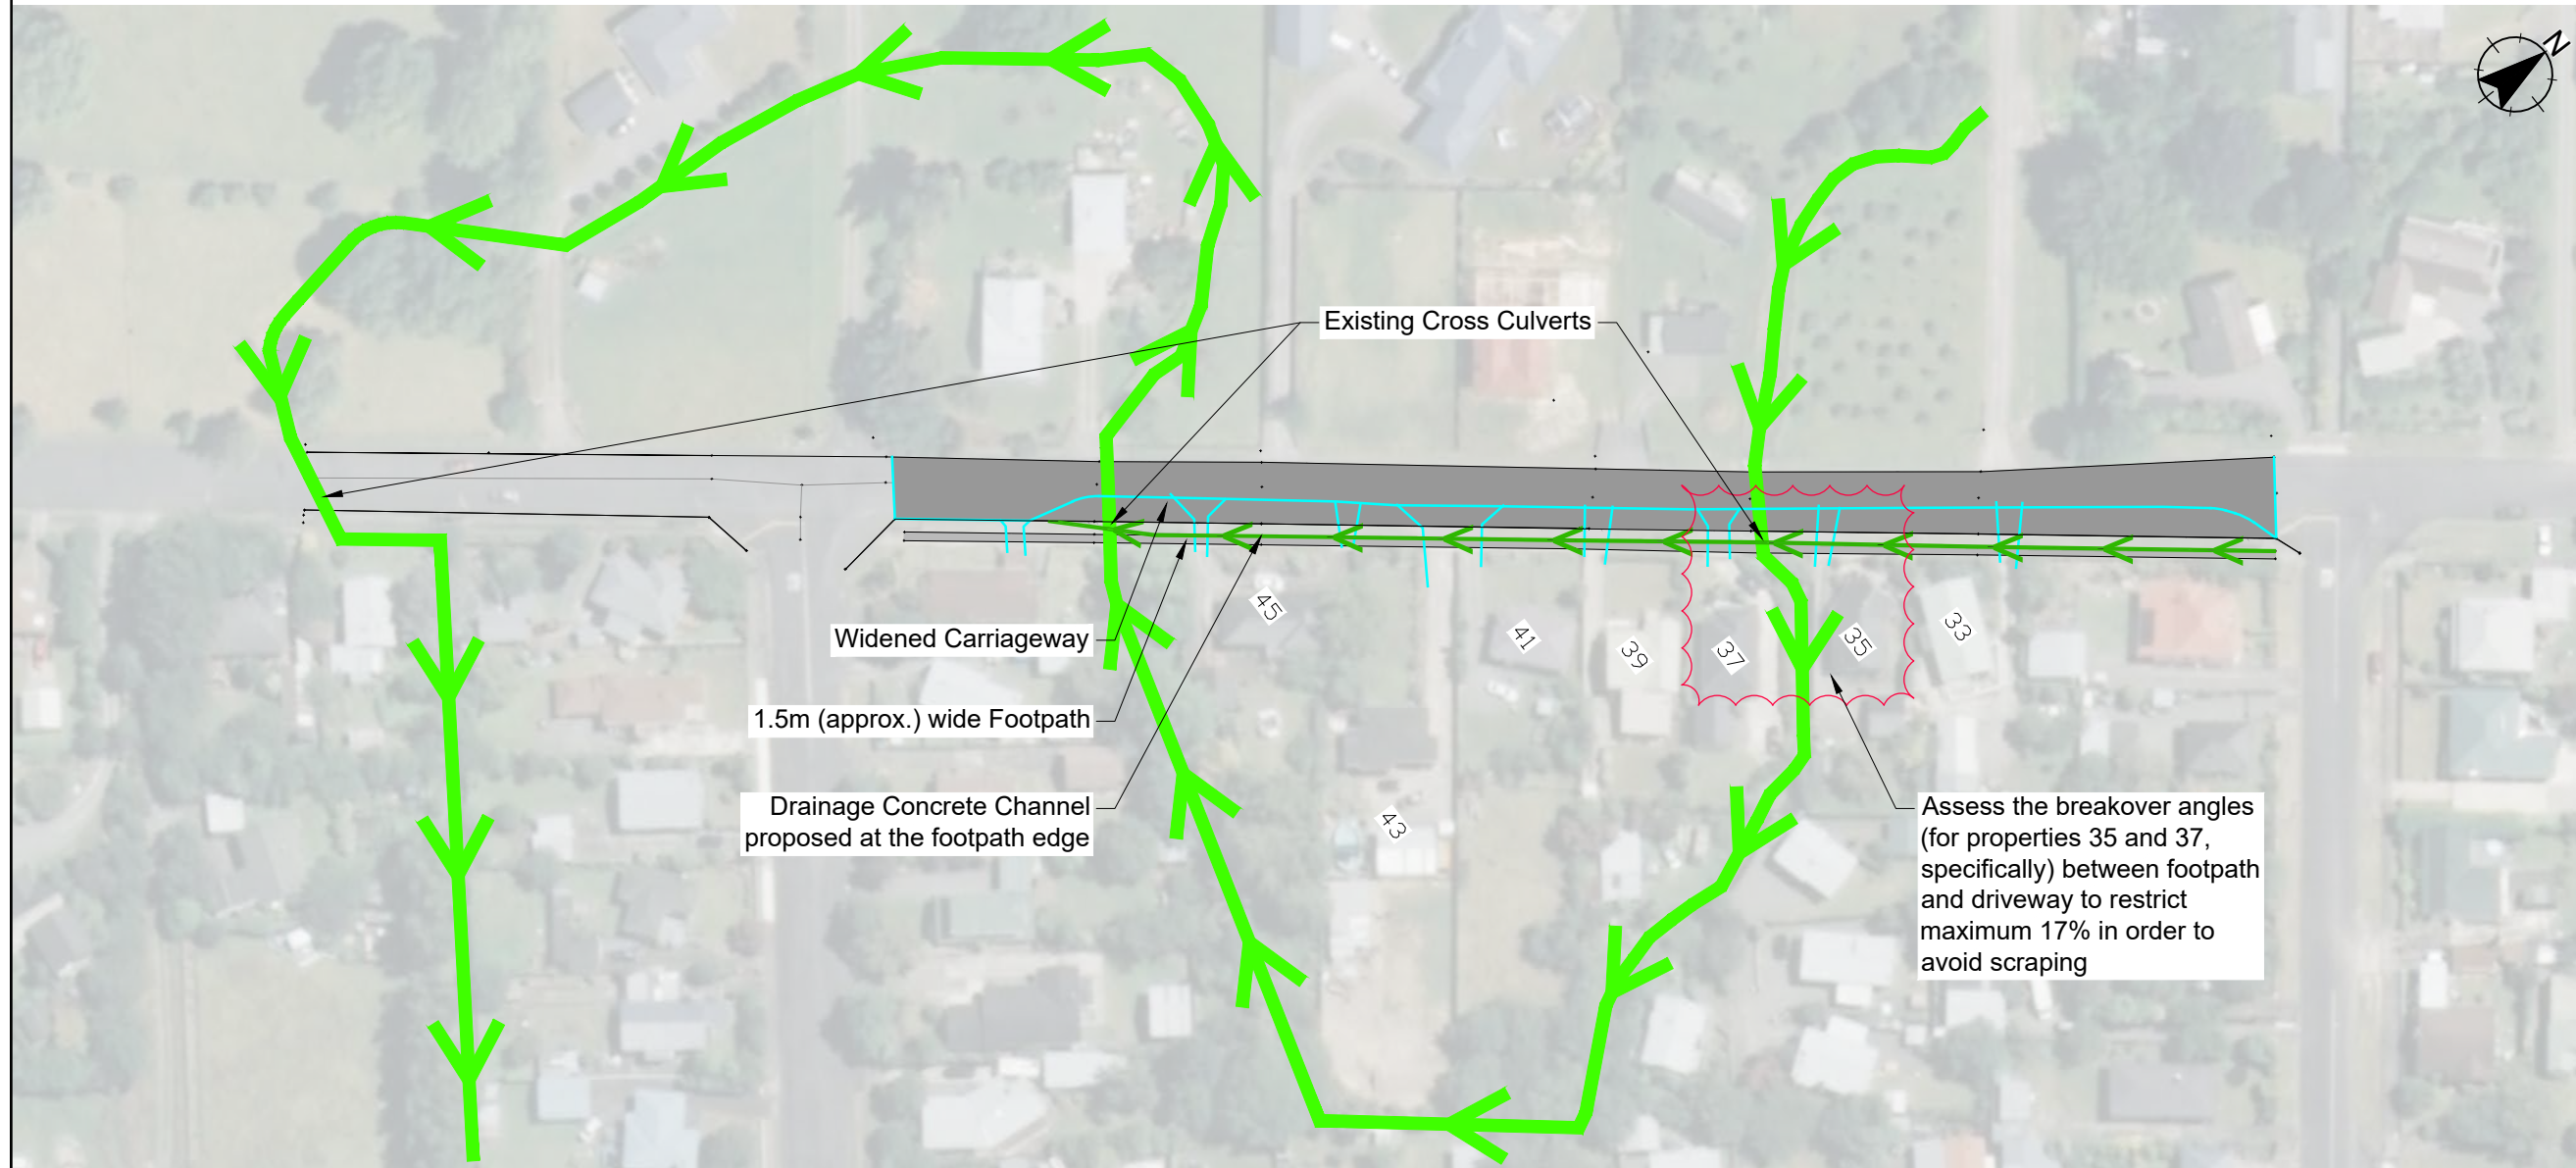 N
Existing Cross Culverts
45
41
39
37
35
33
43
Widened Carriageway
1.5m (approx.) wide Footpath
Drainage Concrete Channel
proposed at the footpath edge
Assess the breakover angles
(for properties 35 and 37,
specifically) between footpath
and driveway to restrict
maximum 17% in order to
avoid scraping